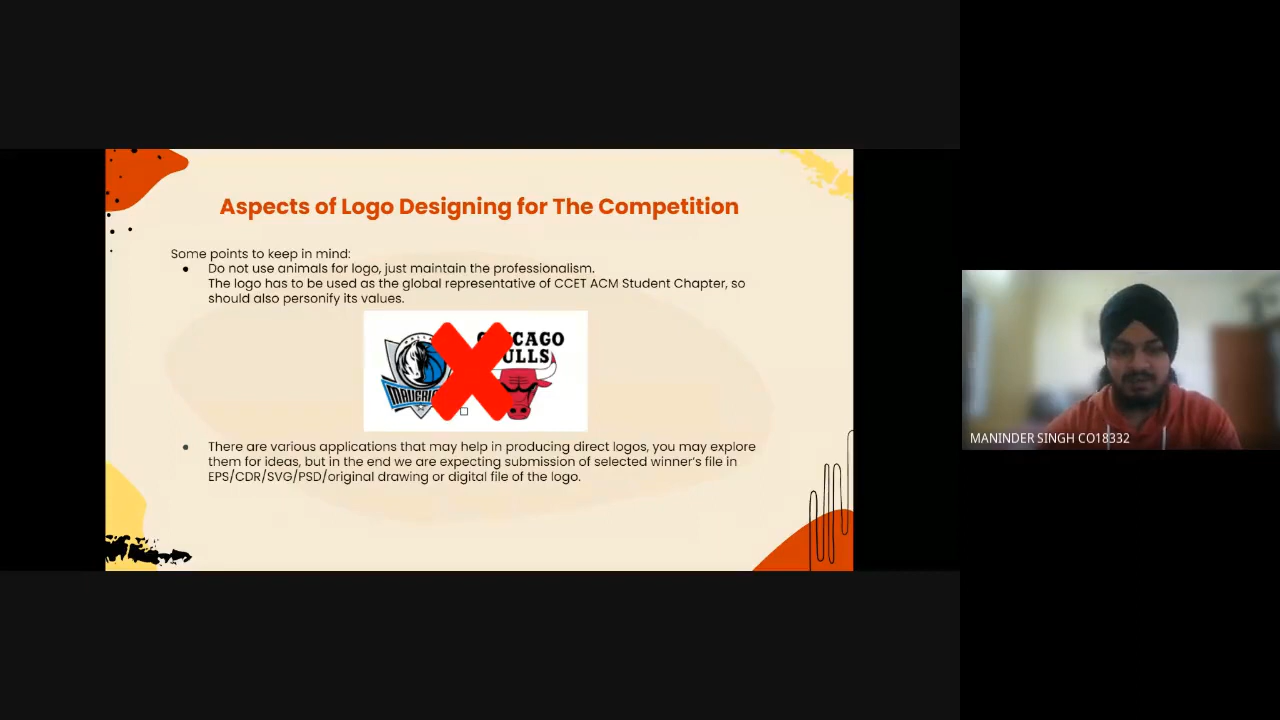 Aspects of Logo Designing for The Competition
Some points to keep in mind:
● Do not use animals for logo, just maintain the professionalism.
The logo has to be used as the global representative of CCET ACM Student Chapter, so
should also personify its values.
CAGO
ULLS
● There are various applications that may help in producing direct logos, you may explore
them for ideas, but in the end we are expecting submission of selected winner's file in
EPS/CDR/SVG/PSD/original drawing or digital file of the logo.
MANINDER SINGH CO18332